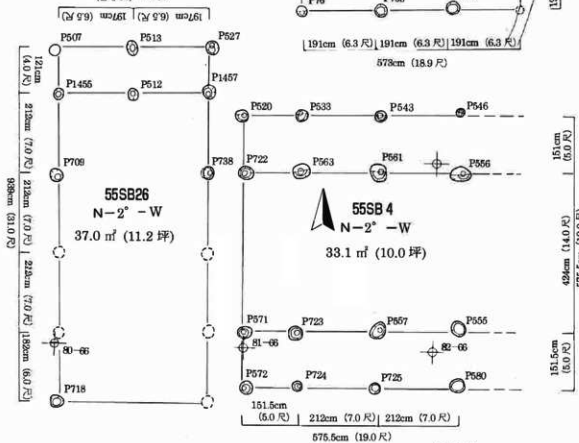 197cm (6.5 尺)
197cm (6.5 尺)
P507
P513
P527
P1455
P512
P1457
P709
P738
P718
121cm
(4.0 尺)
212cm (7.0 尺)
212cm (7.0 尺)
212cm (7.0 尺)
182cm (6.0 尺)
939cm (31.0 尺)
55SB26
N-2°-W
37.0 ㎡ (11.2 坪)
80-66
P76
191cm (6.3 尺)
191cm (6.3 尺)
191cm (6.3 尺)
573cm (18.9 尺)
P520
P533
P543
P546
P722
P563
P561
P556
55SB 4
N-2°-W
33.1 ㎡ (10.0 坪)
P571
P723
P557
P555
81-66
82-66
P572
P724
P725
P580
151.5cm
(5.0 尺)
212cm (7.0 尺)
212cm (7.0 尺)
575.5cm (19.0 尺)
151cm
(5.0 尺)
424cm (14.0 尺)
151.5cm
(5.0 尺)